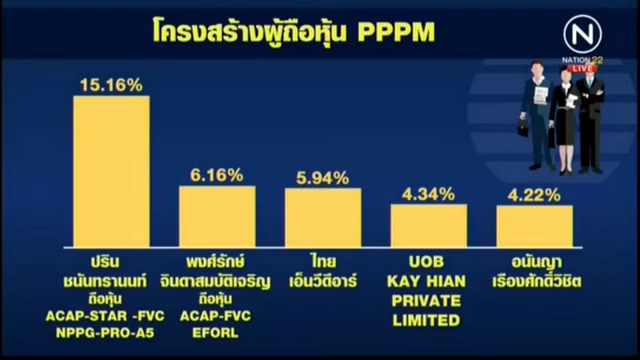 โครงสร้างผู้ถือหุ้น PPPM
N
NATION 22
LIVE
15.16%
6.16%
5.94%
4.34%
4.22%
ปริน
ชนันทรานนท์
ถือหุ้น
ACAP-STAR -FVC
NPPG-PRO-A5
พงศ์รักษ์
จินตาสมบัติเจริญ
ถือหุ้น
ACAP-FVC
EFORL
ไทย
เอ็นวีดีอาร์
UOB
KAY HIAN
PRIVATE
LIMITED
อนันญา
เรืองศักดิ์วิชิต